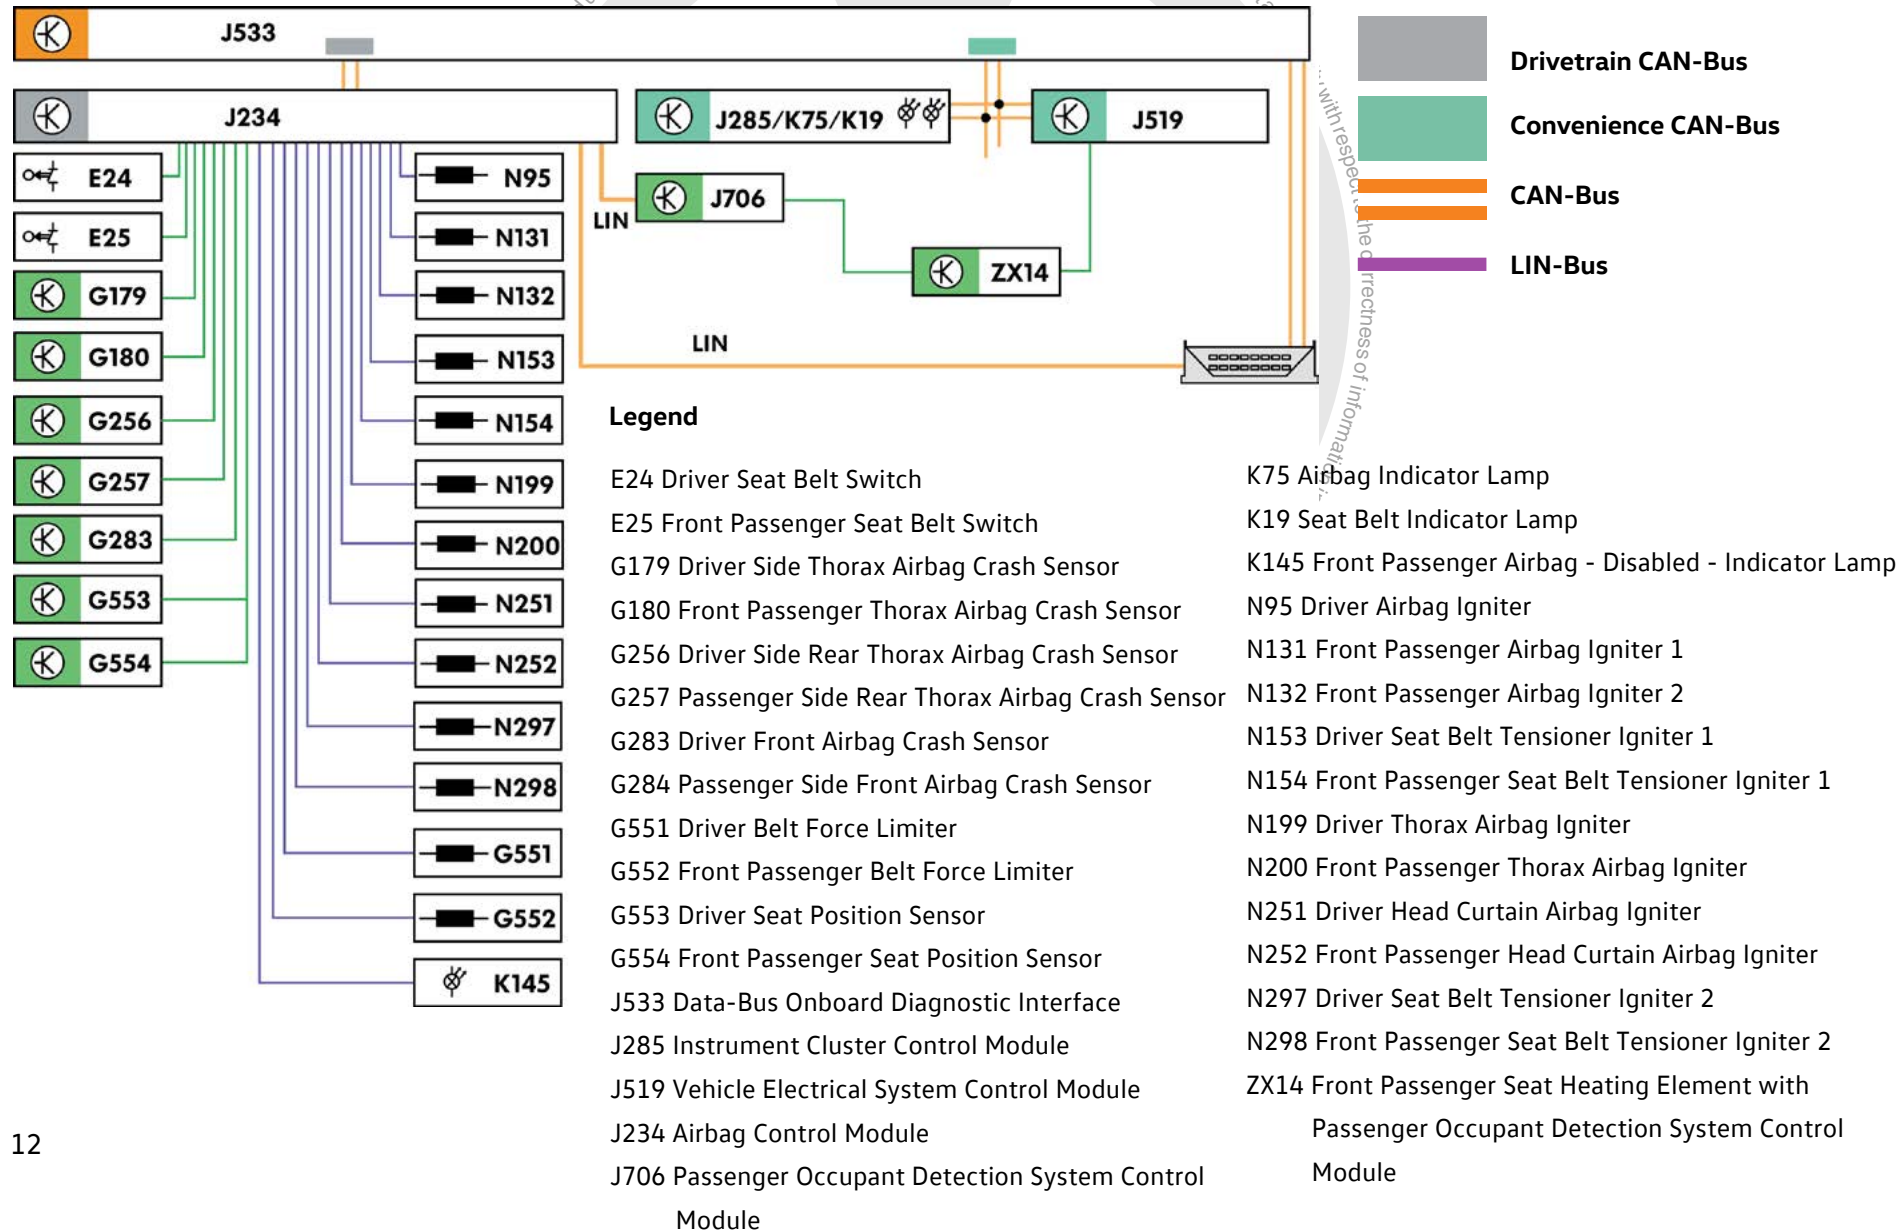 J533
J234
J285/K75/K19
J519
E24
E25
G179
G180
G256
G257
G283
G553
G554
N95
N131
N132
N153
N154
N199
N200
N251
N252
N297
N298
G551
G552
K145
LIN
J706
ZX14
LIN
Drivetrain CAN-Bus
Convenience CAN-Bus
CAN-Bus
LIN-Bus
with respect to the correctness of information
Legend
E24 Driver Seat Belt Switch
E25 Front Passenger Seat Belt Switch
G179 Driver Side Thorax Airbag Crash Sensor
G180 Front Passenger Thorax Airbag Crash Sensor
G256 Driver Side Rear Thorax Airbag Crash Sensor
G257 Passenger Side Rear Thorax Airbag Crash Sensor
G283 Driver Front Airbag Crash Sensor
G284 Passenger Side Front Airbag Crash Sensor
G551 Driver Belt Force Limiter
G552 Front Passenger Belt Force Limiter
G553 Driver Seat Position Sensor
G554 Front Passenger Seat Position Sensor
J533 Data-Bus Onboard Diagnostic Interface
J285 Instrument Cluster Control Module
J519 Vehicle Electrical System Control Module
J234 Airbag Control Module
J706 Passenger Occupant Detection System Control
Module
K75 Airbag Indicator Lamp
K19 Seat Belt Indicator Lamp
K145 Front Passenger Airbag - Disabled - Indicator Lamp
N95 Driver Airbag Igniter
N131 Front Passenger Airbag Igniter 1
N132 Front Passenger Airbag Igniter 2
N153 Driver Seat Belt Tensioner Igniter 1
N154 Front Passenger Seat Belt Tensioner Igniter 1
N199 Driver Thorax Airbag Igniter
N200 Front Passenger Thorax Airbag Igniter
N251 Driver Head Curtain Airbag Igniter
N252 Front Passenger Head Curtain Airbag Igniter
N297 Driver Seat Belt Tensioner Igniter 2
N298 Front Passenger Seat Belt Tensioner Igniter 2
ZX14 Front Passenger Seat Heating Element with
Passenger Occupant Detection System Control
Module
12